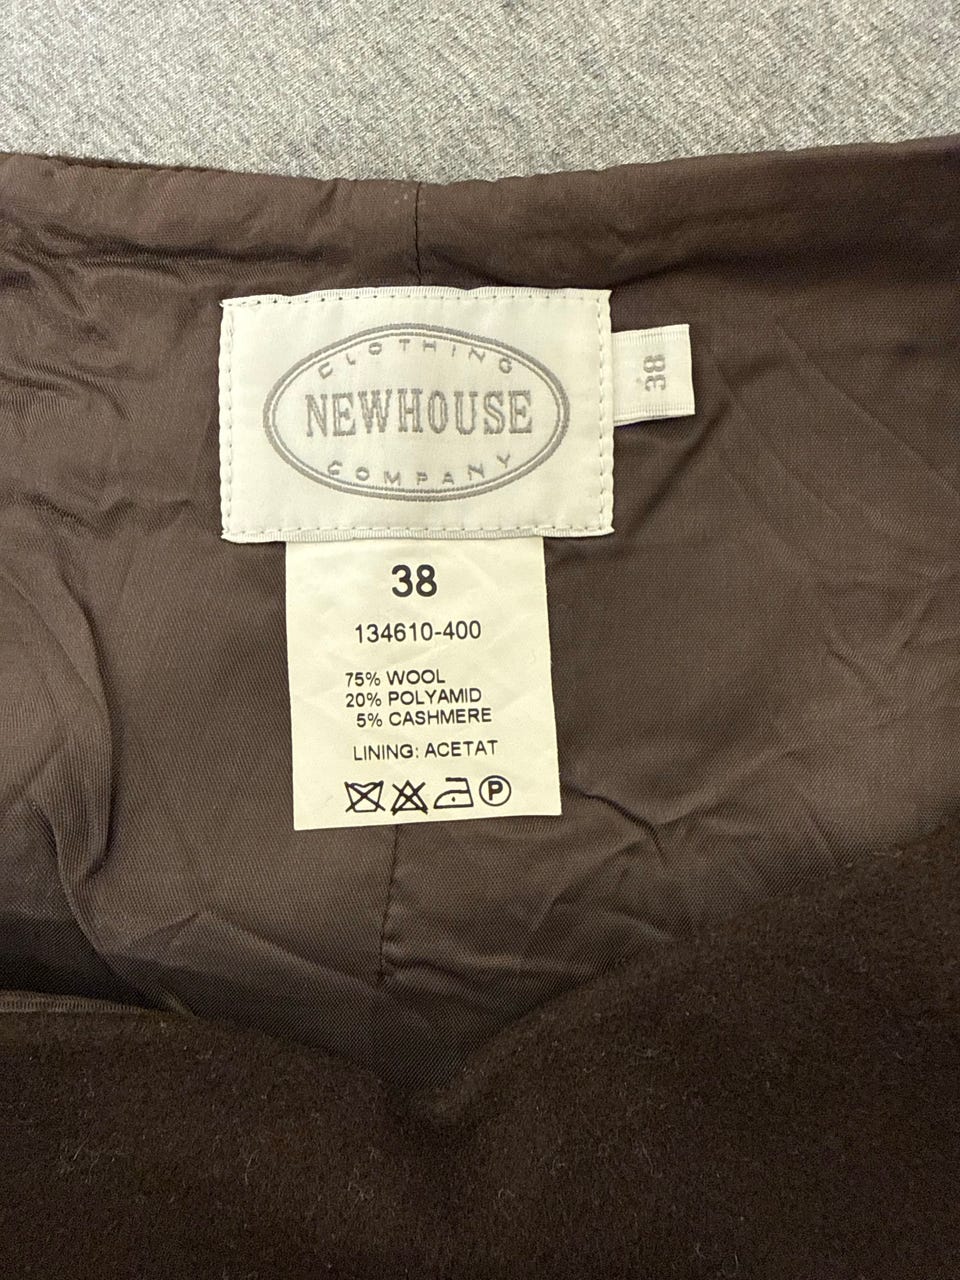 CLOTHING
NEWHOUSE
COMPANY
38
38
134610-400
75% WOOL
20% POLYAMID
5% CASHMERE
LINING: ACETAT
P